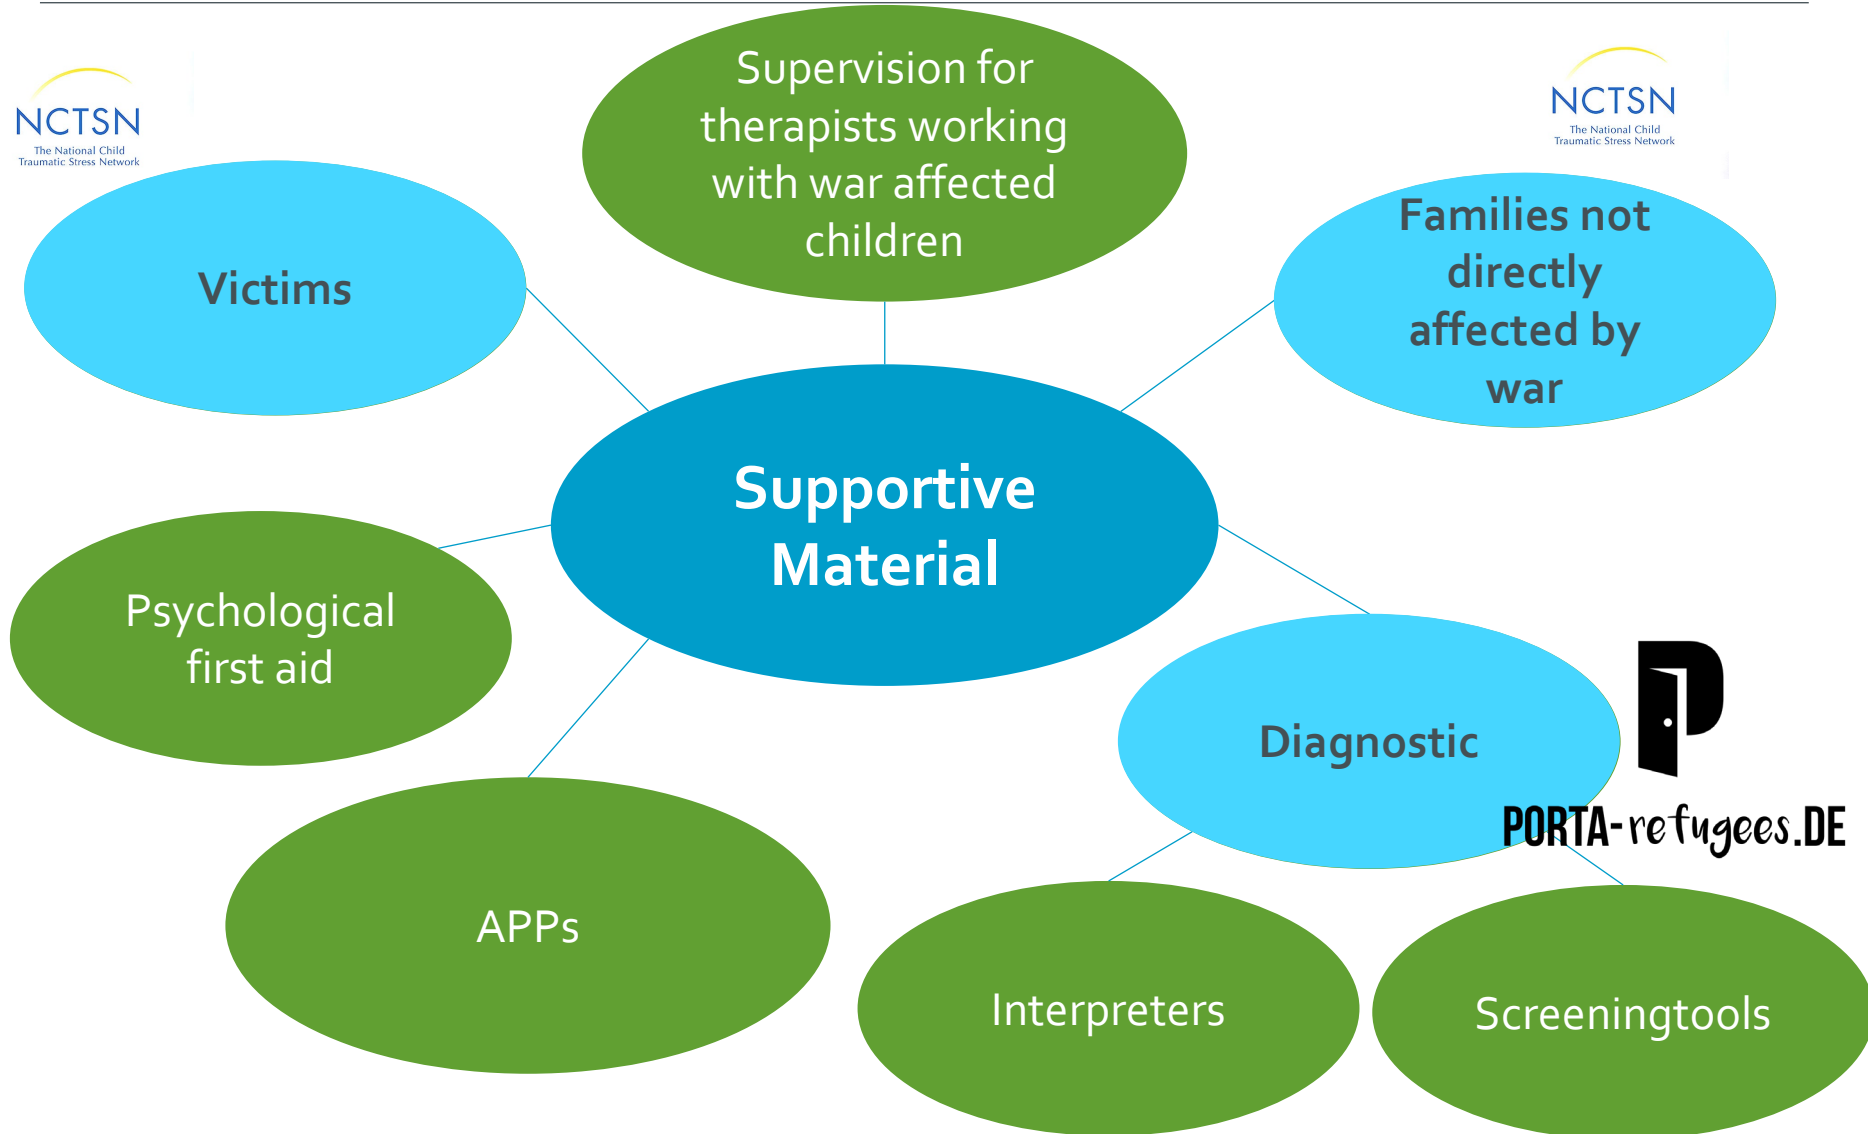 NCTSN
The National Child
Traumatic Stress Network
Supervision for
therapists working
with war affected
children
NCTSN
The National Child
Traumatic Stress Network
Victims
Families not
directly
affected by
war
Supportive
Material
Psychological
first aid
Diagnostic
PORTA-refugees.DE
APPs
Interpreters
Screeningtools